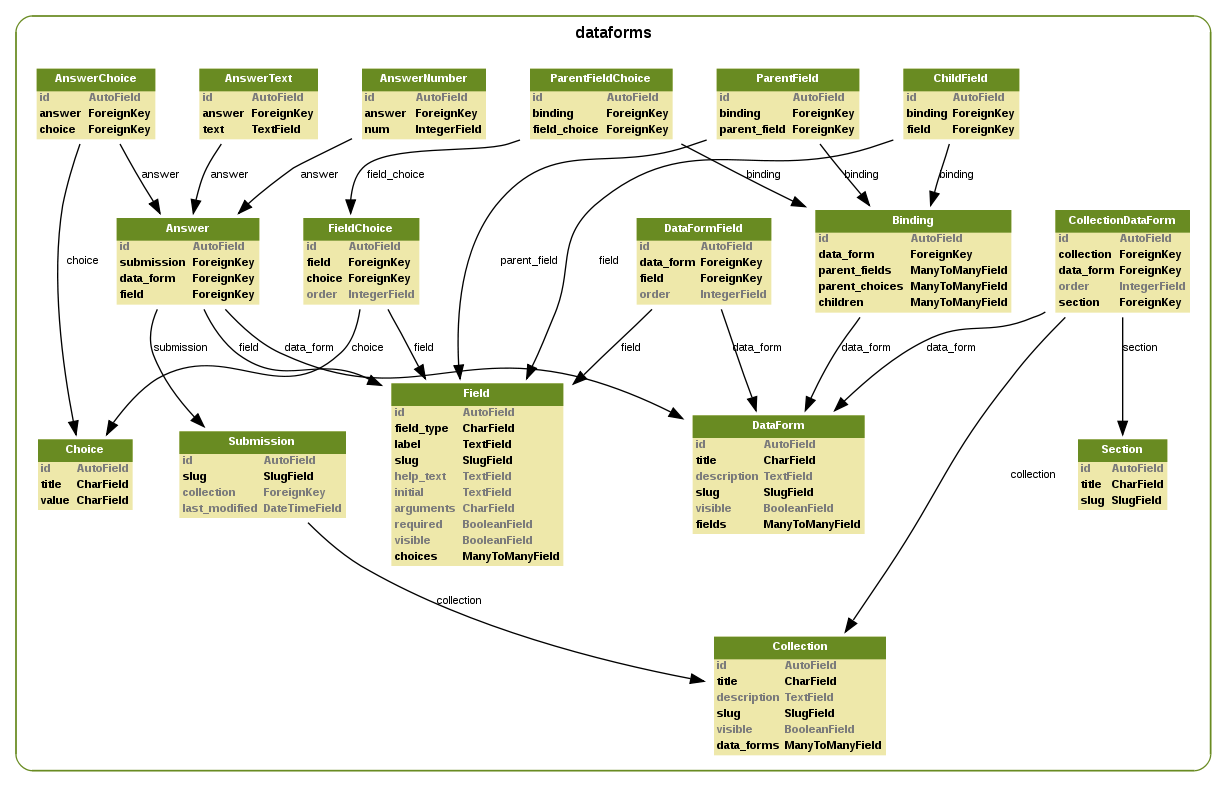 dataforms
AnswerChoice
id AutoField
answer ForeignKey
choice ForeignKey
AnswerText
id AutoField
answer ForeignKey
text TextField
AnswerNumber
id AutoField
answer ForeignKey
num IntegerField
ParentFieldChoice
id AutoField
binding ForeignKey
field_choice ForeignKey
ParentField
id AutoField
binding ForeignKey
parent_field ForeignKey
ChildField
id AutoField
binding ForeignKey
field ForeignKey
answer
answer
answer
field_choice
binding
binding
binding
Answer
id AutoField
submission ForeignKey
data_form ForeignKey
field ForeignKey
FieldChoice
id AutoField
field ForeignKey
choice ForeignKey
order IntegerField
DataFormField
id AutoField
data_form ForeignKey
field ForeignKey
order IntegerField
Binding
id AutoField
data_form ForeignKey
parent_fields ManyToManyField
parent_choices ManyToManyField
children ManyToManyField
CollectionDataForm
id AutoField
collection ForeignKey
data_form ForeignKey
order IntegerField
section ForeignKey
choice
parent_field
field
submission
field
data_form
choice
field
field
data_form
data_form
data_form
section
Choice
id AutoField
title CharField
value CharField
Submission
id AutoField
slug SlugField
collection ForeignKey
last_modified DateTimeField
Field
id AutoField
field_type CharField
label TextField
slug SlugField
help_text TextField
initial TextField
arguments CharField
required BooleanField
visible BooleanField
choices ManyToManyField
DataForm
id AutoField
title CharField
description TextField
slug SlugField
visible BooleanField
fields ManyToManyField
Section
id AutoField
title CharField
slug SlugField
collection
collection
Collection
id AutoField
title CharField
description TextField
slug SlugField
visible BooleanField
data_forms ManyToManyField